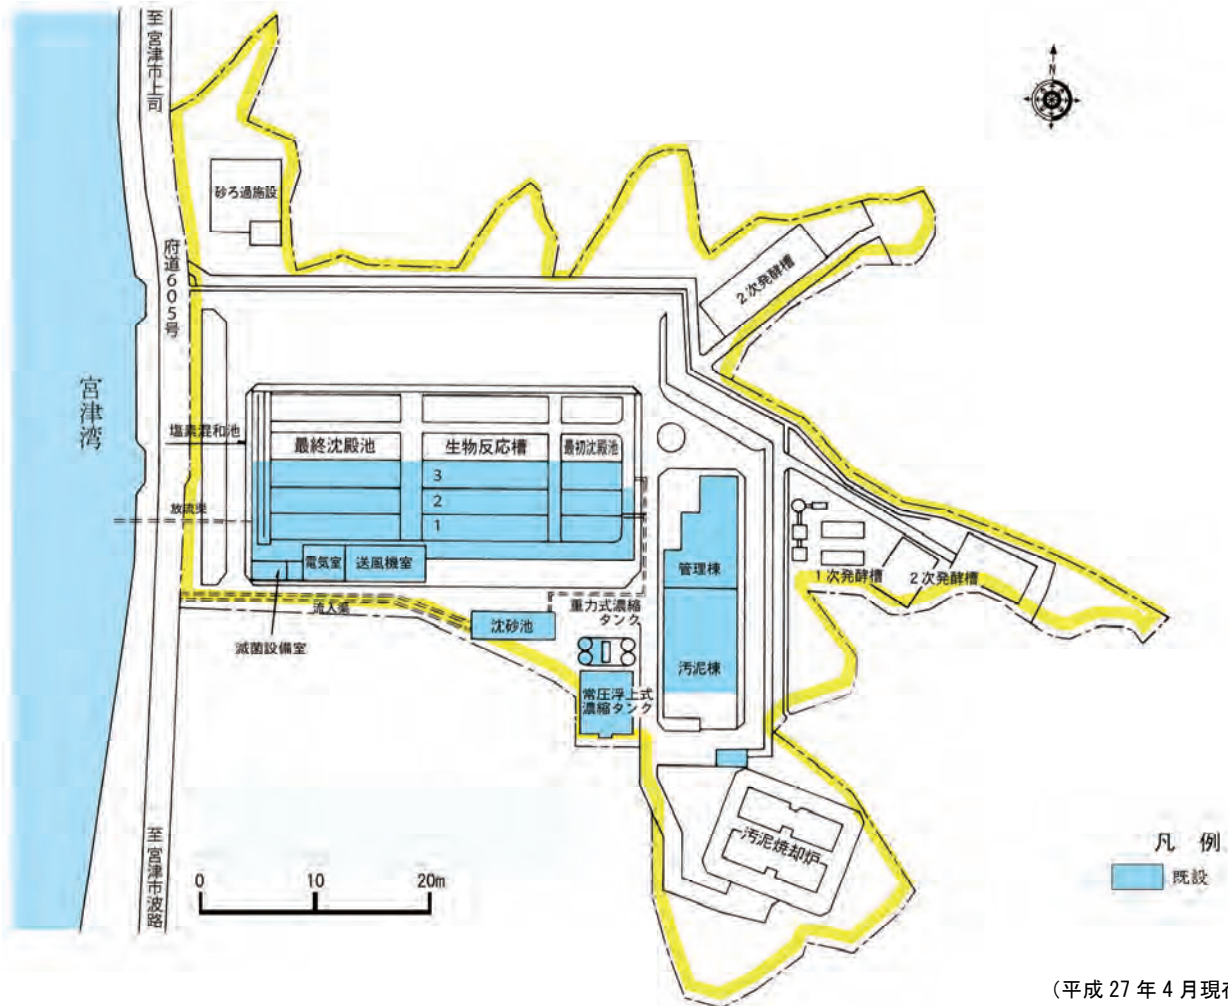 至 宮津市上司
N
砂ろ過施設
府道605号
2次発酵槽
宮津湾
塩素混和池
最終沈殿池
生物反応槽
最初沈殿池
3
2
1
放流渠
電気室
送風機室
管理棟
1次発酵槽
2次発酵槽
流入渠
重力式濃縮
タンク
沈砂池
滅菌設備室
汚泥棟
常圧浮上式
濃縮タンク
汚泥焼却炉
至 宮津市波路
0
10
20m
凡 例
既設
(平成 27 年 4 月現在